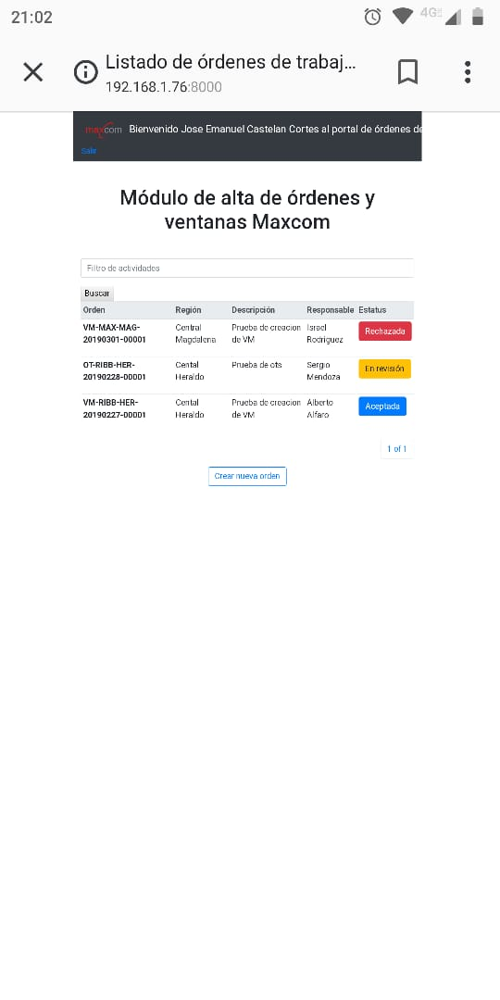 21:02
4G
Listado de órdenes de trabaj...
192.168.1.76:8000
maxcom Bienvenido Jose Emanuel Castelan Cortes al portal de órdenes de
Salir
Módulo de alta de órdenes y
ventanas Maxcom
Filtro de actividades
Buscar
Orden Región Descripción Responsable Estatus
VM-MAX-MAG- Central Prueba de creacion Israel Rechazada
20190301-00001 Magdalena de VM Rodríguez
OT-RIBB-HER- Cental Prueba de ots Sergio En revisión
20190228-00001 Heraldo Mendoza
VM-RIBB-HER- Cental Prueba de creacion Alberto Aceptada
20190227-00001 Heraldo de VM Alfaro
1 of 1
Crear nueva orden